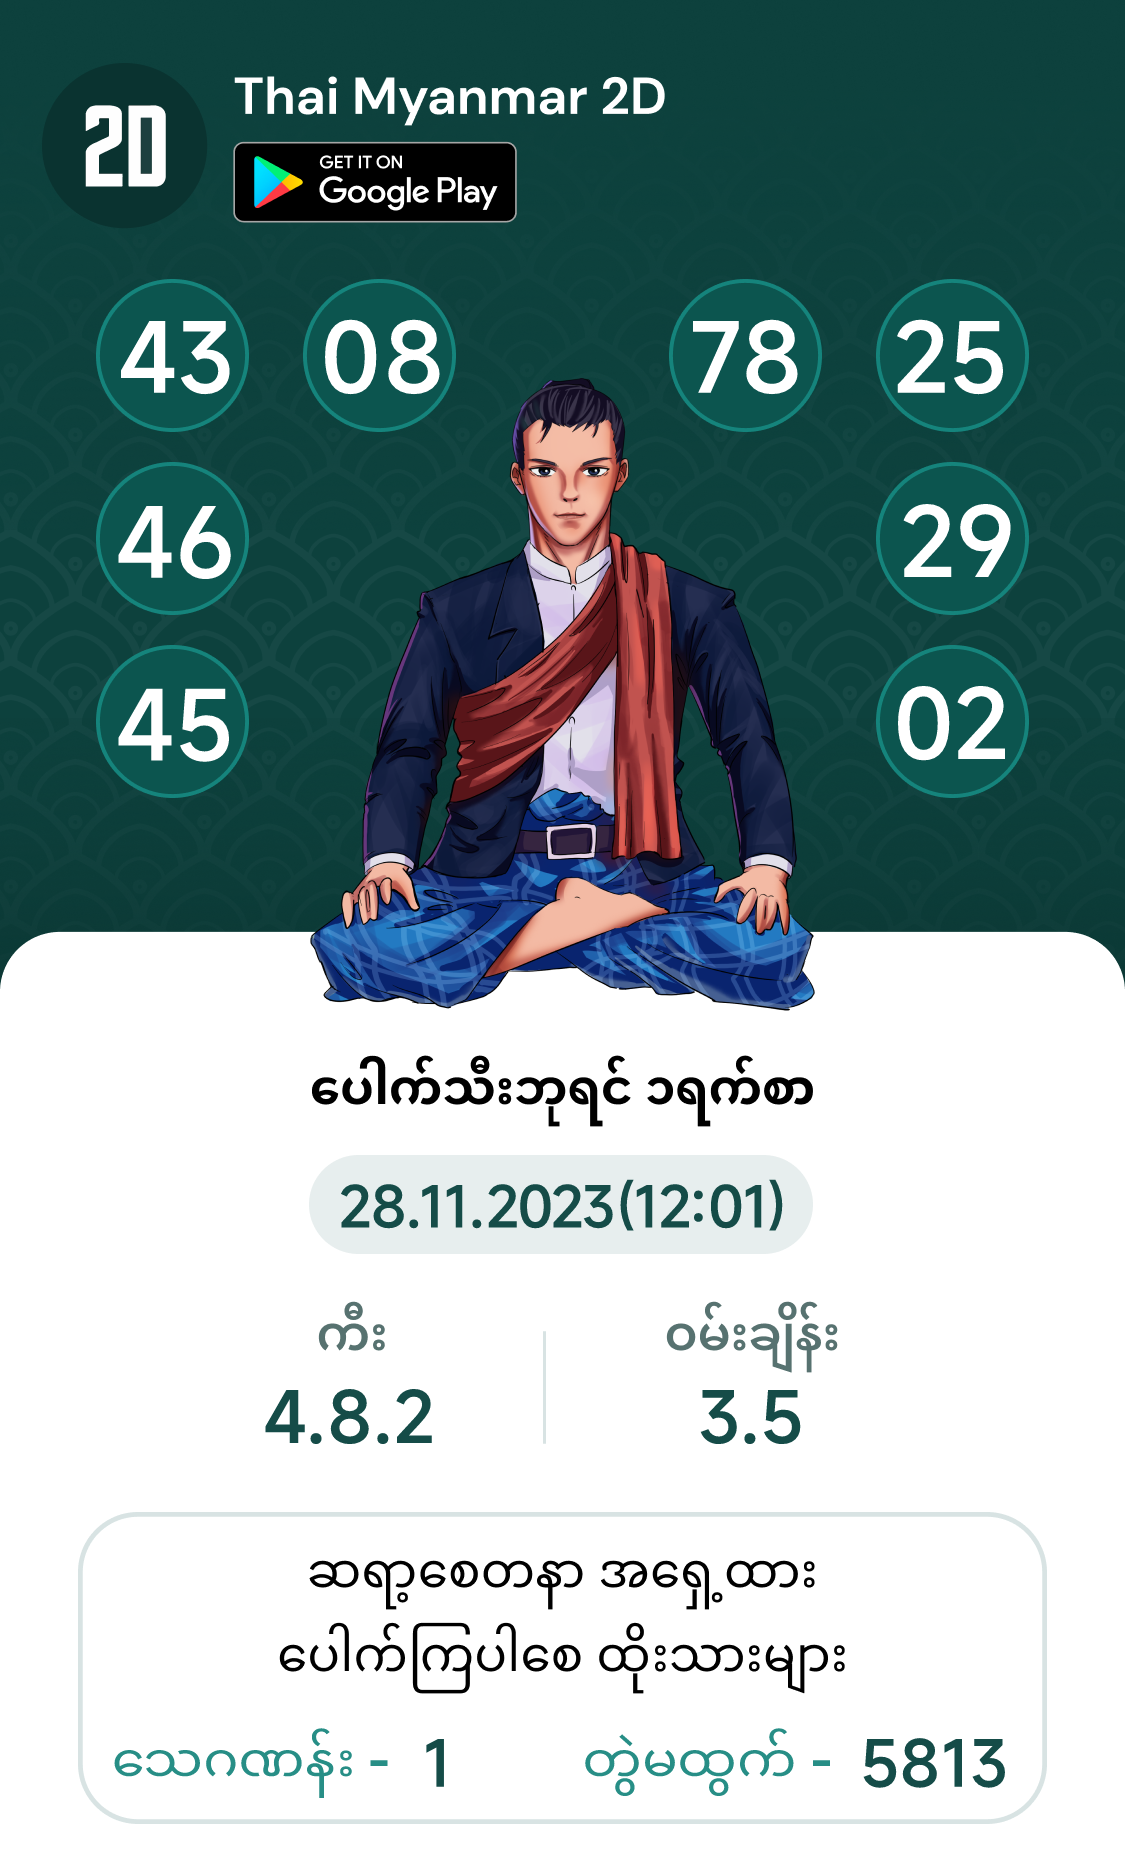 2D
Thai Myanmar 2D
GET IT ON
Google Play
43 08 78 25
46 29
45 02
ပေါက်သီးဘုရင် ၁ရက်စာ
28.11.2023(12:01)
ကီး ဝမ်းချိန်း
4.8.2 3.5
ဆရာ့စေတနာ အရှေ့ထား
ပေါက်ကြပါစေ ထိုးသားများ
သေဂဏန်း - 1 တွဲမထွက် - 5813